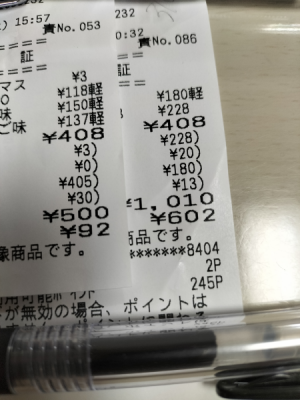 232
) 15:57
責No.053
====
証
====
¥3
マス ¥118軽
O ¥150軽
味 ¥137軽
ご味
¥408
¥3)
¥0)
¥405)
¥30)
¥500
¥92
象商品です。
232
0:32
責No.086
証
==
¥180軽
¥228
¥408
¥228)
¥20)
¥180)
¥13)
¥1,010
¥602
商品です。
*******8404
2P
245P
が無効の場合、ポイントは